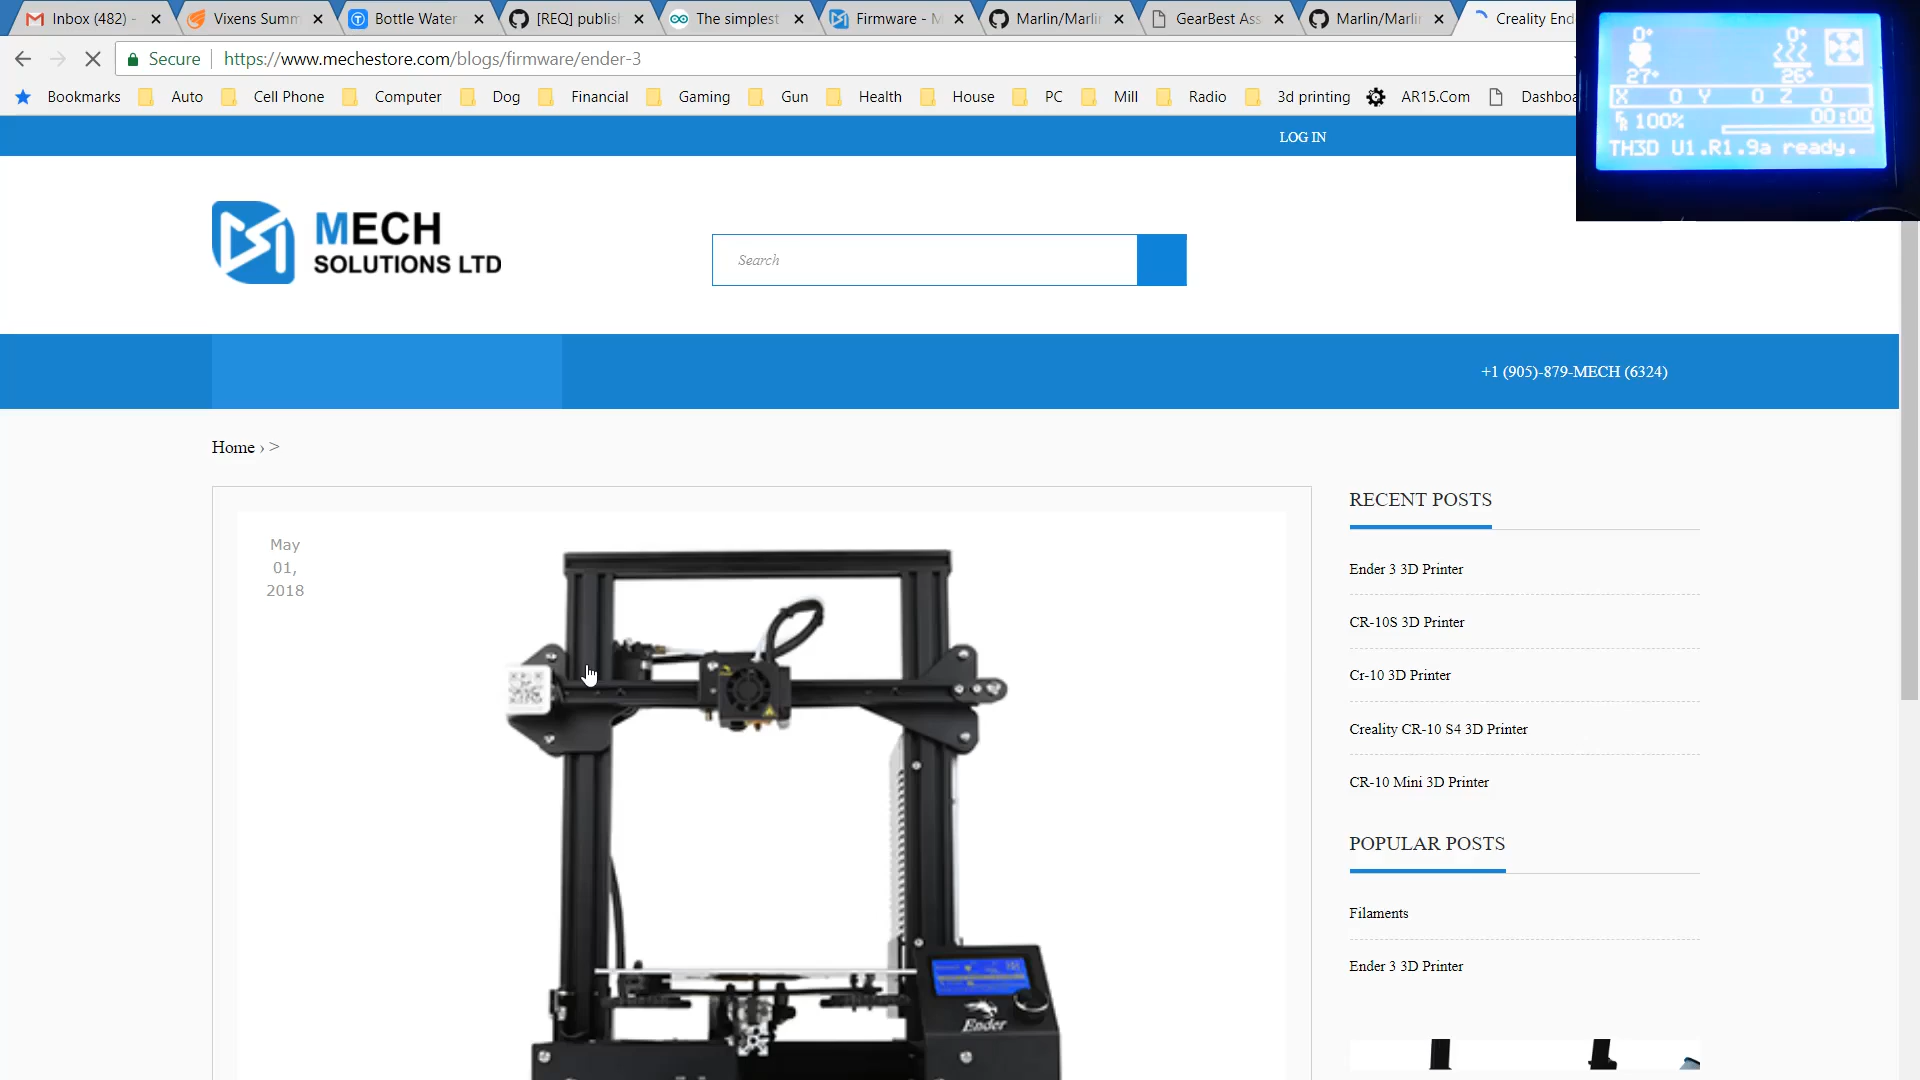 Inbox (482) -
Vixens Summ
Bottle Water
[REQ] publish
The simplest
Firmware - M
Marlin/Marli
GearBest Ass
Marlin/Marli
Creality End
Secure
https://www.mechestore.com/blogs/firmware/ender-3
Bookmarks
Auto
Cell Phone
Computer
Dog
Financial
Gaming
Gun
Health
House
PC
Mill
Radio
3d printing
AR15.Com
Dashboa
0°
0°
27°
26°
X 0 Y 0 Z 0
FR 100%
00:00
TH3D U1.R1.9a ready.
LOG IN
MECH
SOLUTIONS LTD
Search
+1 (905)-879-MECH (6324)
Home › >
May
01,
2018
Ender
RECENT POSTS
Ender 3 3D Printer
CR-10S 3D Printer
Cr-10 3D Printer
Creality CR-10 S4 3D Printer
CR-10 Mini 3D Printer
POPULAR POSTS
Filaments
Ender 3 3D Printer